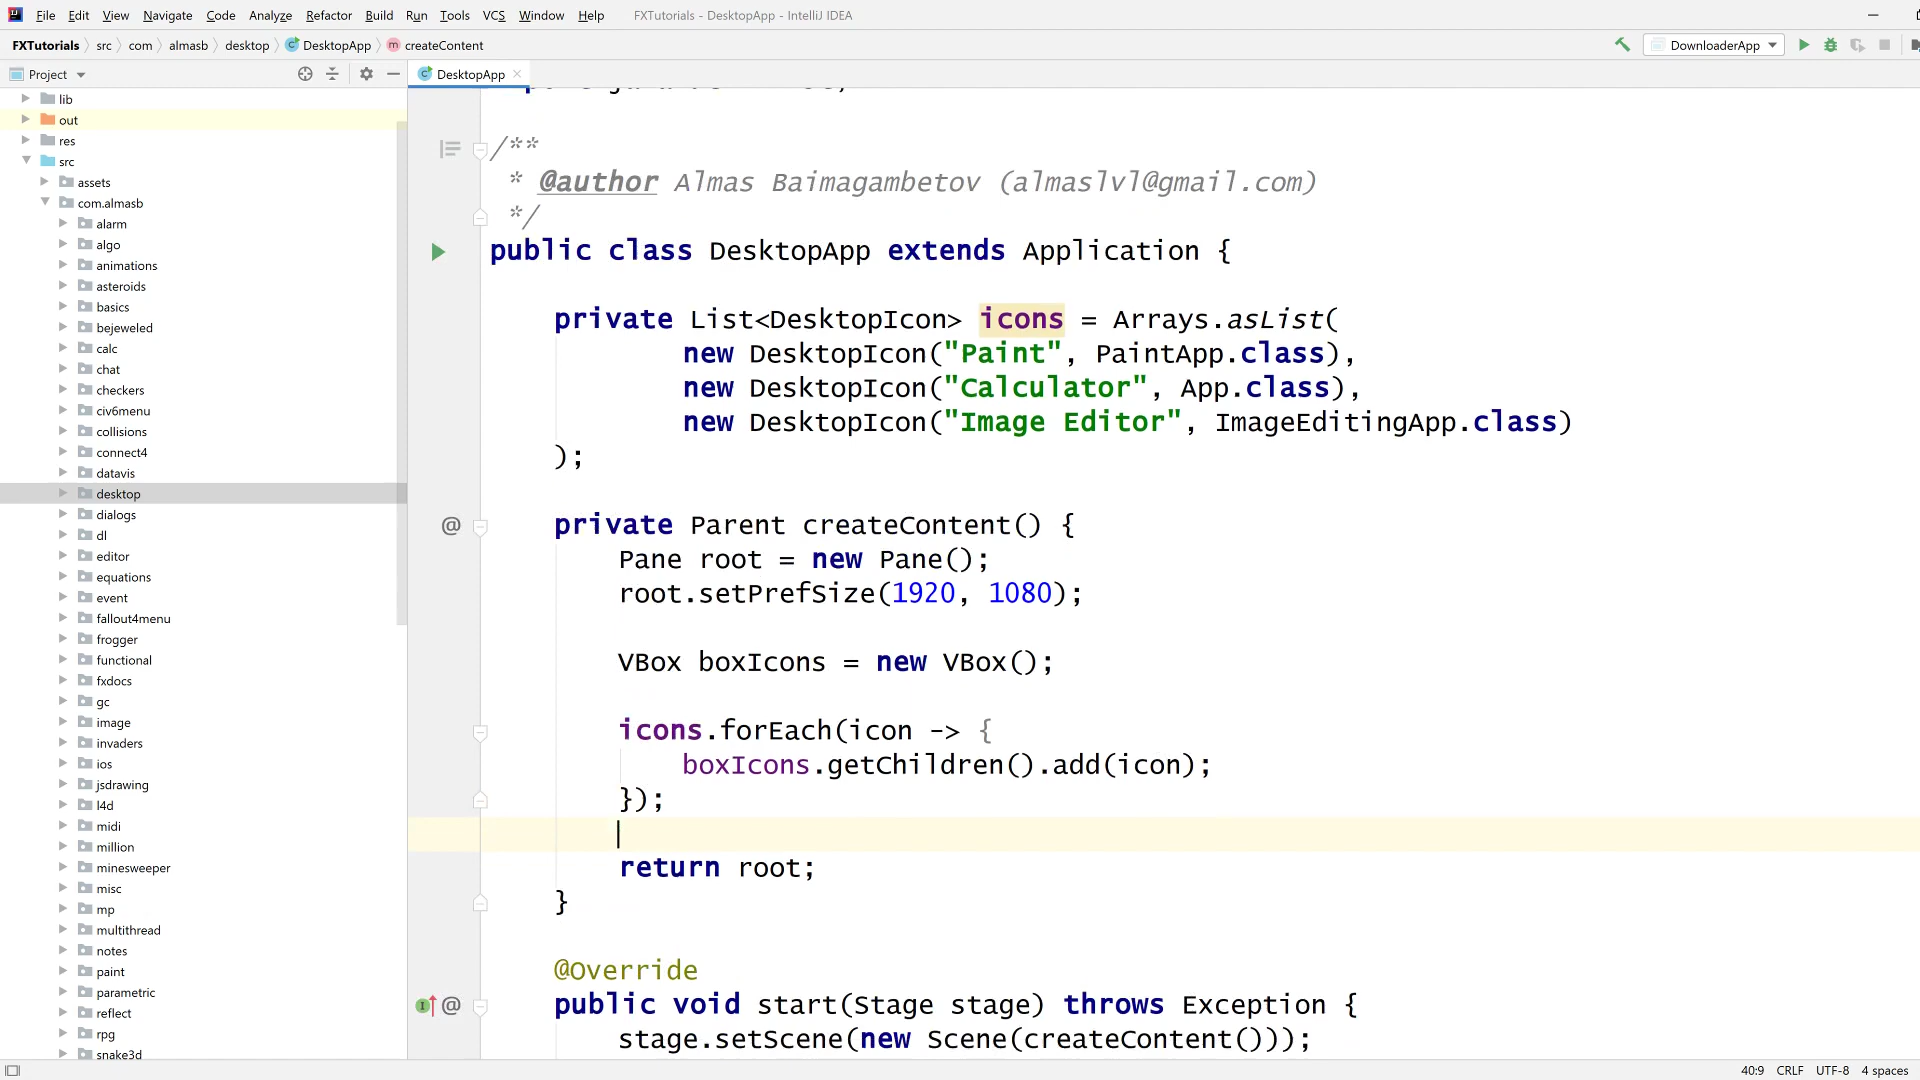 File Edit View Navigate Code Analyze Refactor Build Run Tools VCS Window Help FXTutorials - DesktopApp - IntelliJ IDEA
FXTutorials src com almasb desktop DesktopApp createContent DownloaderApp
Project
DesktopApp
lib
out
res
src
assets
com.almasb
alarm
algo
animations
asteroids
basics
bejeweled
calc
chat
checkers
civ6menu
collisions
connect4
datavis
desktop
dialogs
dl
editor
equations
event
fallout4menu
frogger
functional
fxdocs
gc
image
invaders
ios
jsdrawing
l4d
midi
million
minesweeper
misc
mp
multithread
notes
paint
parametric
reflect
rpg
snake3d
/**
* @author Almas Baimagambetov (almaslvl@gmail.com)
*/
public class DesktopApp extends Application {
private List<DesktopIcon> icons = Arrays.asList(
new DesktopIcon("Paint", PaintApp.class),
new DesktopIcon("Calculator", App.class),
new DesktopIcon("Image Editor", ImageEditingApp.class)
);
private Parent createContent() {
Pane root = new Pane();
root.setPrefSize(1920, 1080);
VBox boxIcons = new VBox();
icons.forEach(icon -> {
boxIcons.getChildren().add(icon);
});
return root;
}
@Override
public void start(Stage stage) throws Exception {
stage.setScene(new Scene(createContent()));
40:9 CRLF UTF-8 4 spaces